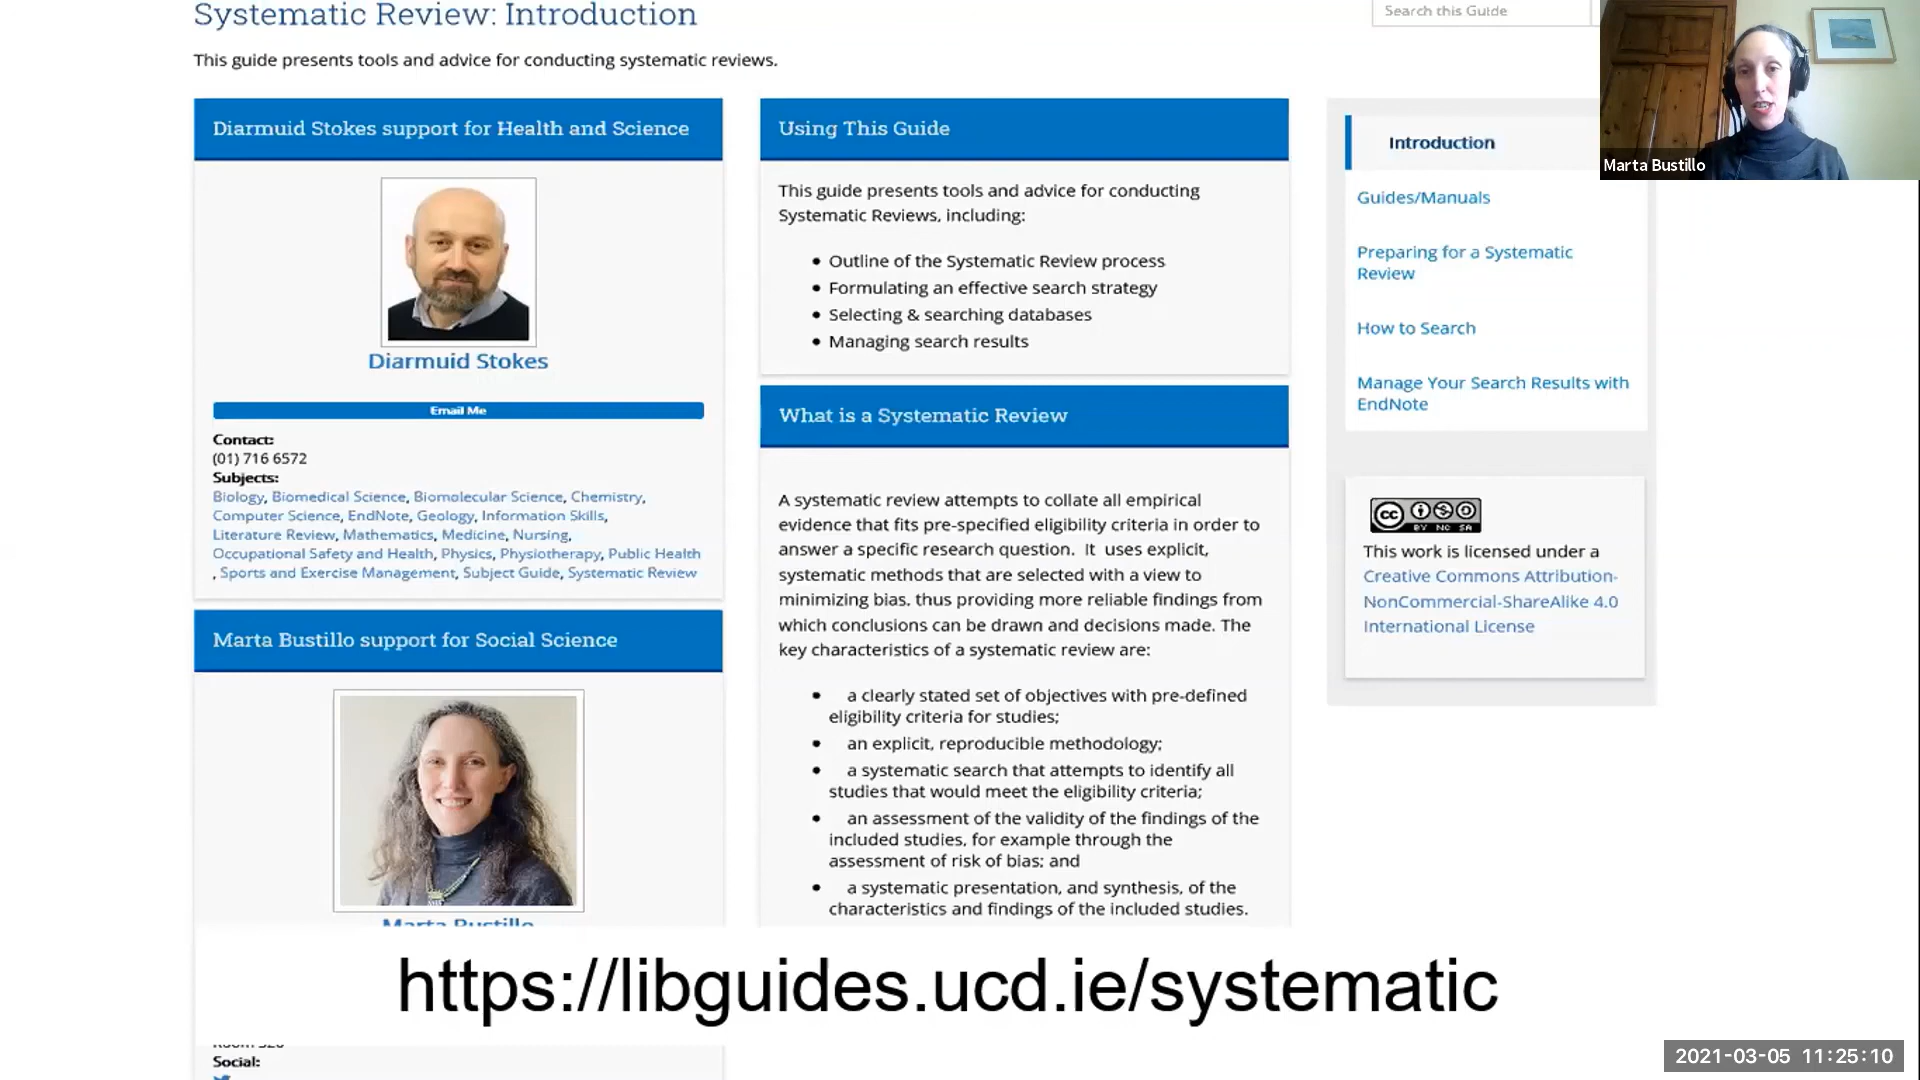 Systematic Review: Introduction
Search this Guide
This guide presents tools and advice for conducting systematic reviews.
Diarmuid Stokes support for Health and Science
Diarmuid Stokes
Email Me
Contact:
(01) 716 6572
Subjects:
Biology, Biomedical Science, Biomolecular Science, Chemistry,
Computer Science, EndNote, Geology, Information Skills,
Literature Review, Mathematics, Medicine, Nursing,
Occupational Safety and Health, Physics, Physiotherapy, Public Health
, Sports and Exercise Management, Subject Guide, Systematic Review
Marta Bustillo support for Social Science
Marta Bustillo
Social:
Using This Guide
This guide presents tools and advice for conducting
Systematic Reviews, including:
• Outline of the Systematic Review process
• Formulating an effective search strategy
• Selecting & searching databases
• Managing search results
What is a Systematic Review
A systematic review attempts to collate all empirical
evidence that fits pre-specified eligibility criteria in order to
answer a specific research question. It uses explicit,
systematic methods that are selected with a view to
minimizing bias, thus providing more reliable findings from
which conclusions can be drawn and decisions made. The
key characteristics of a systematic review are:
• a clearly stated set of objectives with pre-defined
eligibility criteria for studies;
• an explicit, reproducible methodology;
• a systematic search that attempts to identify all
studies that would meet the eligibility criteria;
• an assessment of the validity of the findings of the
included studies, for example through the
assessment of risk of bias; and
• a systematic presentation, and synthesis, of the
characteristics and findings of the included studies.
Introduction
Guides/Manuals
Preparing for a Systematic
Review
How to Search
Manage Your Search Results with
EndNote
cc BY NC SA
This work is licensed under a
Creative Commons Attribution-
NonCommercial-ShareAlike 4.0
International License
Marta Bustillo
https://libguides.ucd.ie/systematic
2021-03-05 11:25:10